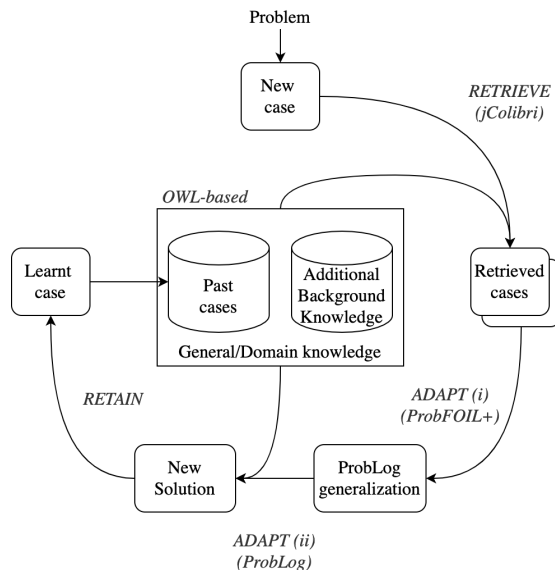 Problem
New
case
RETRIEVE
(jColibri)
OWL-based
Learnt
case
Past
cases
Additional
Background
Knowledge
Retrieved
cases
General/Domain knowledge
RETAIN
ADAPT (i)
(ProbFOIL+)
New
Solution
ProbLog
generalization
ADAPT (ii)
(ProbLog)